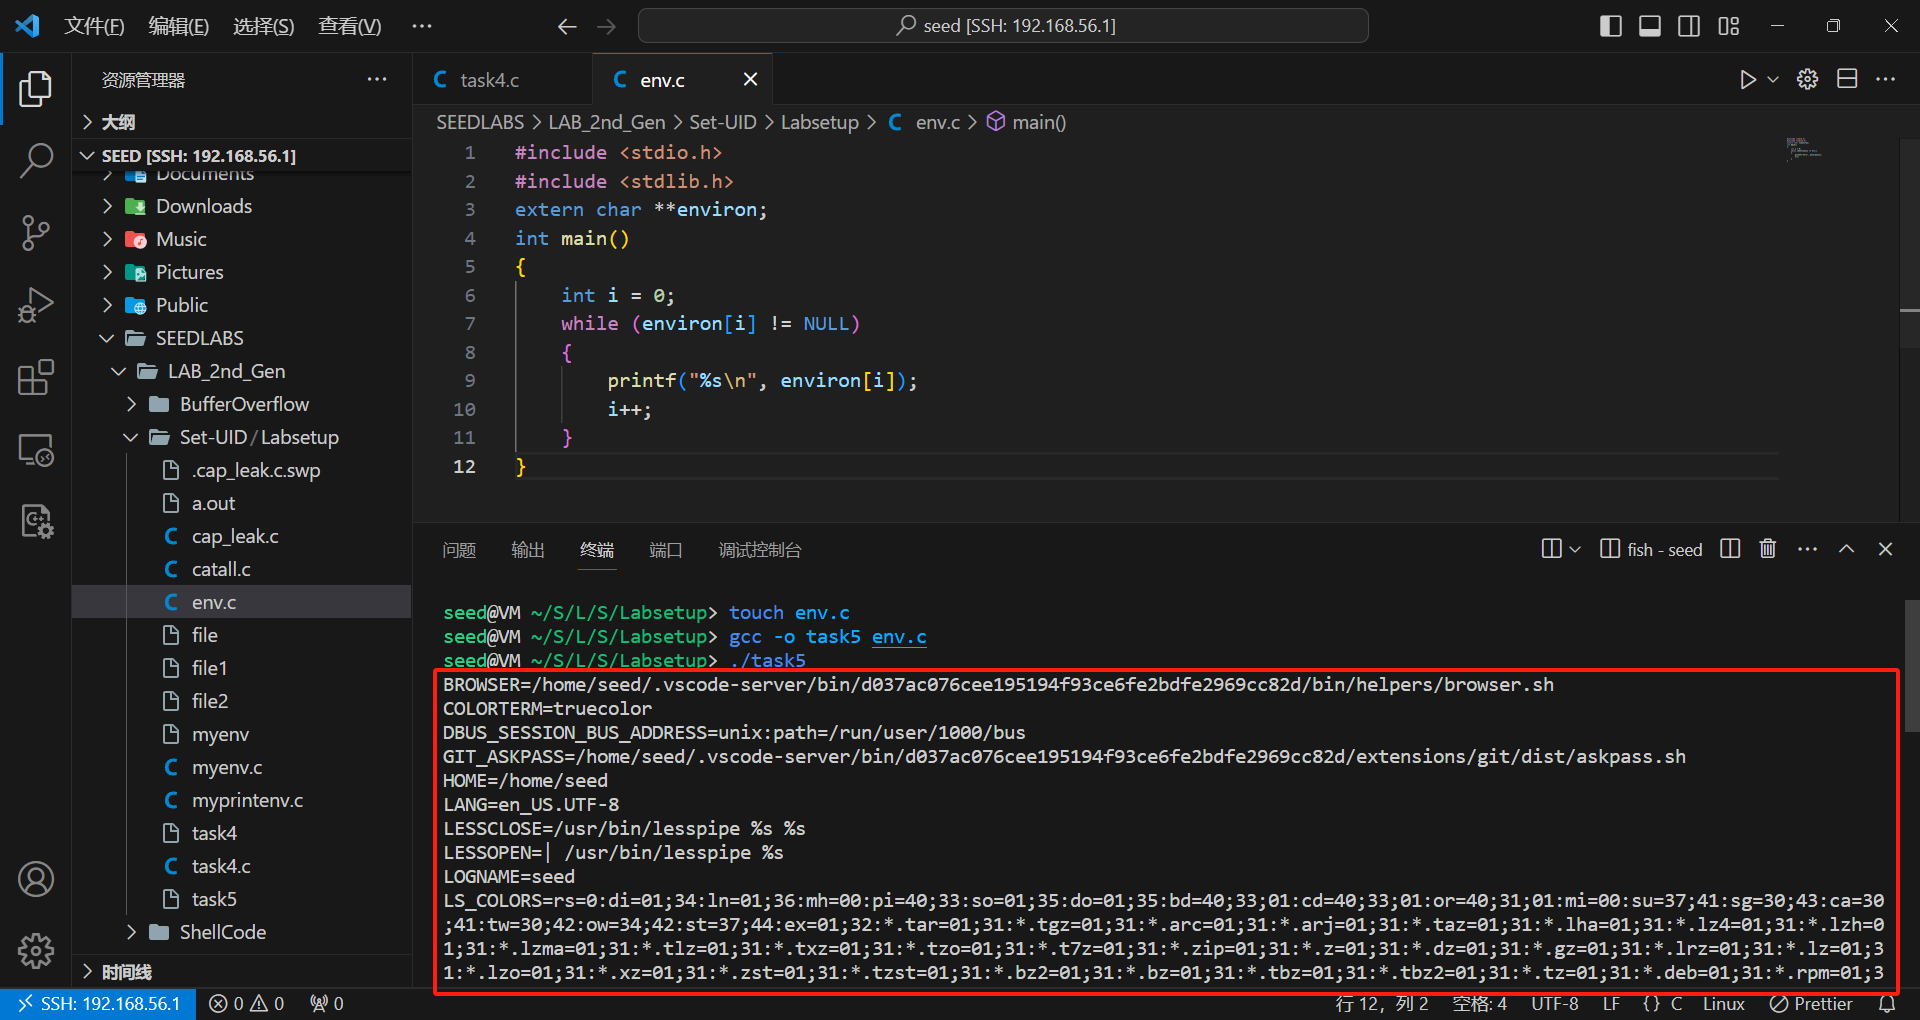 文件(F) 编辑(E) 选择(S) 查看(V) ···
seed [SSH: 192.168.56.1]
资源管理器
大纲
SEED [SSH: 192.168.56.1]
Documents
Downloads
Music
Pictures
Public
SEEDLABS
LAB_2nd_Gen
BufferOverflow
Set-UID / Labsetup
.cap_leak.c.swp
a.out
C cap_leak.c
C catall.c
C env.c
file
file1
file2
myenv
C myenv.c
C myprintenv.c
task4
C task4.c
task5
ShellCode
时间线
C task4.c
C env.c
SEEDLABS > LAB_2nd_Gen > Set-UID > Labsetup > C env.c > main()
1 #include <stdio.h>
2 #include <stdlib.h>
3 extern char **environ;
4 int main()
5 {
6 int i = 0;
7 while (environ[i] != NULL)
8 {
9 printf("%s\n", environ[i]);
10 i++;
11 }
12 }
问题 输出 终端 端口 调试控制台
fish - seed
seed@VM ~/S/L/S/Labsetup> touch env.c
seed@VM ~/S/L/S/Labsetup> gcc -o task5 env.c
seed@VM ~/S/L/S/Labsetup> ./task5
BROWSER=/home/seed/.vscode-server/bin/d037ac076cee195194f93ce6fe2bdfe2969cc82d/bin/helpers/browser.sh
COLORTERM=truecolor
DBUS_SESSION_BUS_ADDRESS=unix:path=/run/user/1000/bus
GIT_ASKPASS=/home/seed/.vscode-server/bin/d037ac076cee195194f93ce6fe2bdfe2969cc82d/extensions/git/dist/askpass.sh
HOME=/home/seed
LANG=en_US.UTF-8
LESSCLOSE=/usr/bin/lesspipe %s %s
LESSOPEN=| /usr/bin/lesspipe %s
LOGNAME=seed
LS_COLORS=rs=0:di=01;34:ln=01;36:mh=00:pi=40;33:so=01;35:do=01;35:bd=40;33;01:cd=40;33;01:or=40;31;01:mi=00:su=37;41:sg=30;43:ca=30
;41:tw=30;42:ow=34;42:st=37;44:ex=01;32:*.tar=01;31:*.tgz=01;31:*.arc=01;31:*.arj=01;31:*.taz=01;31:*.lha=01;31:*.lz4=01;31:*.lzh=0
1;31:*.lzma=01;31:*.tlz=01;31:*.txz=01;31:*.tzo=01;31:*.t7z=01;31:*.zip=01;31:*.z=01;31:*.dz=01;31:*.gz=01;31:*.lrz=01;31:*.lz=01;3
1:*.lzo=01;31:*.xz=01;31:*.zst=01;31:*.tzst=01;31:*.bz2=01;31:*.bz=01;31:*.tbz=01;31:*.tbz2=01;31:*.tz=01;31:*.deb=01;31:*.rpm=01;3
SSH: 192.168.56.1 0 0 0 行 12，列 2 空格: 4 UTF-8 LF {} C Linux Prettier